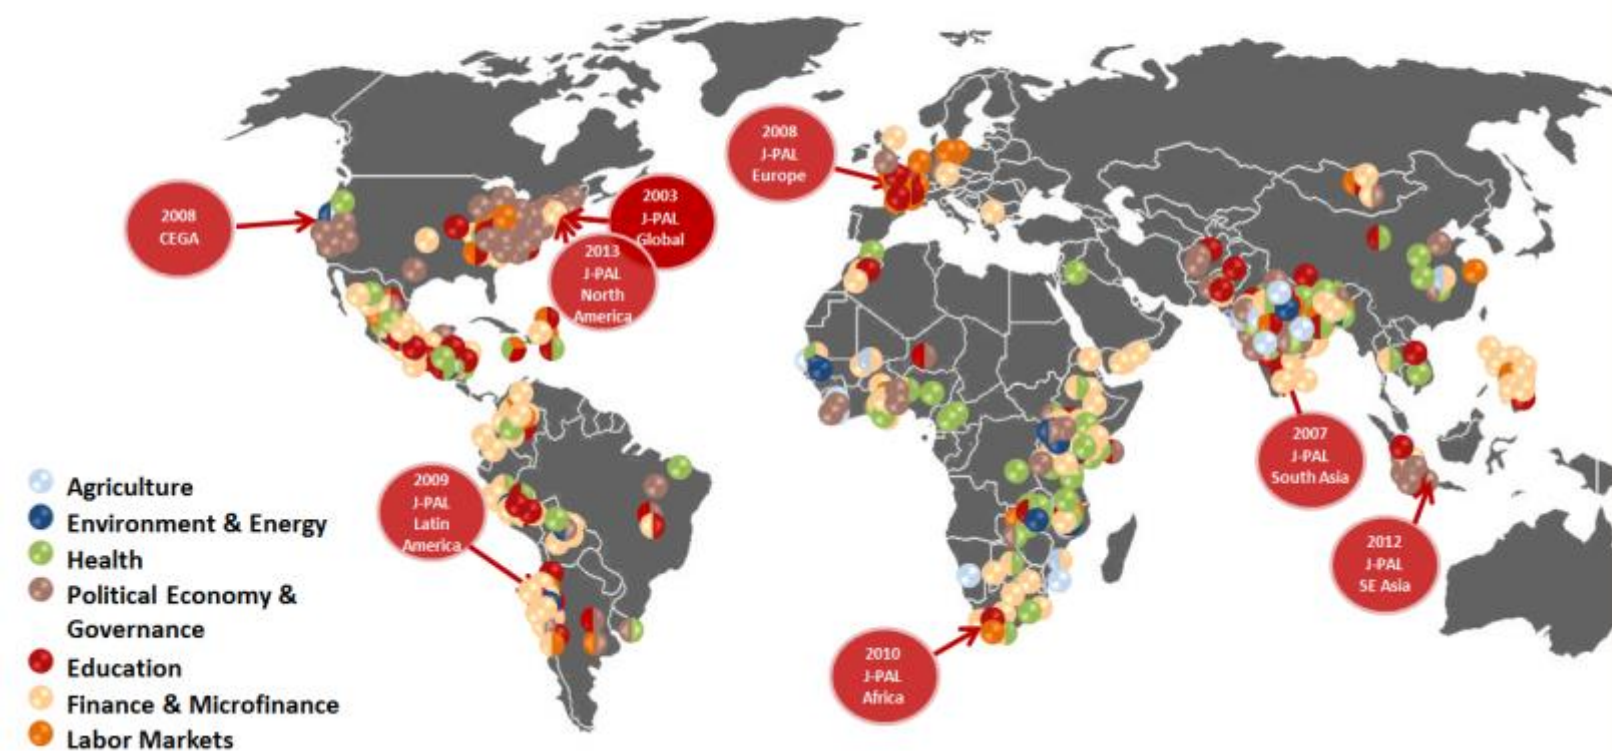 2008
CEGA
2003
J-PAL
Global
2013
J-PAL
North
America
2008
J-PAL
Europe
2009
J-PAL
Latin
America
2010
J-PAL
Africa
2007
J-PAL
South Asia
2012
J-PAL
SE Asia
Agriculture
Environment & Energy
Health
Political Economy &
Governance
Education
Finance & Microfinance
Labor Markets